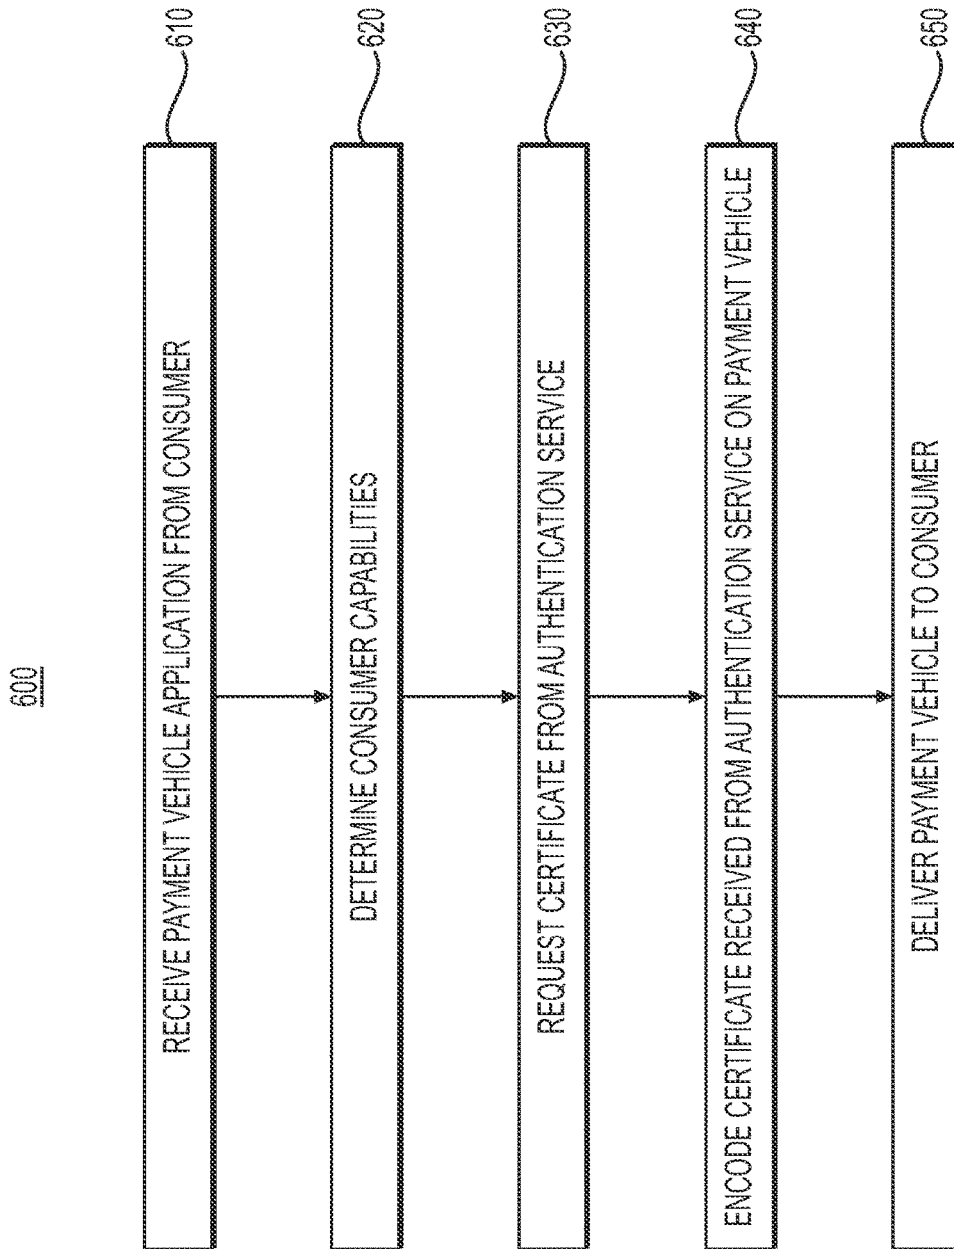 600
RECEIVE PAYMENT VEHICLE APPLICATION FROM CONSUMER
610
DETERMINE CONSUMER CAPABILITIES
620
REQUEST CERTIFICATE FROM AUTHENTICATION SERVICE
630
ENCODE CERTIFICATE RECEIVED FROM AUTHENTICATION SERVICE ON PAYMENT VEHICLE
640
DELIVER PAYMENT VEHICLE TO CONSUMER
650